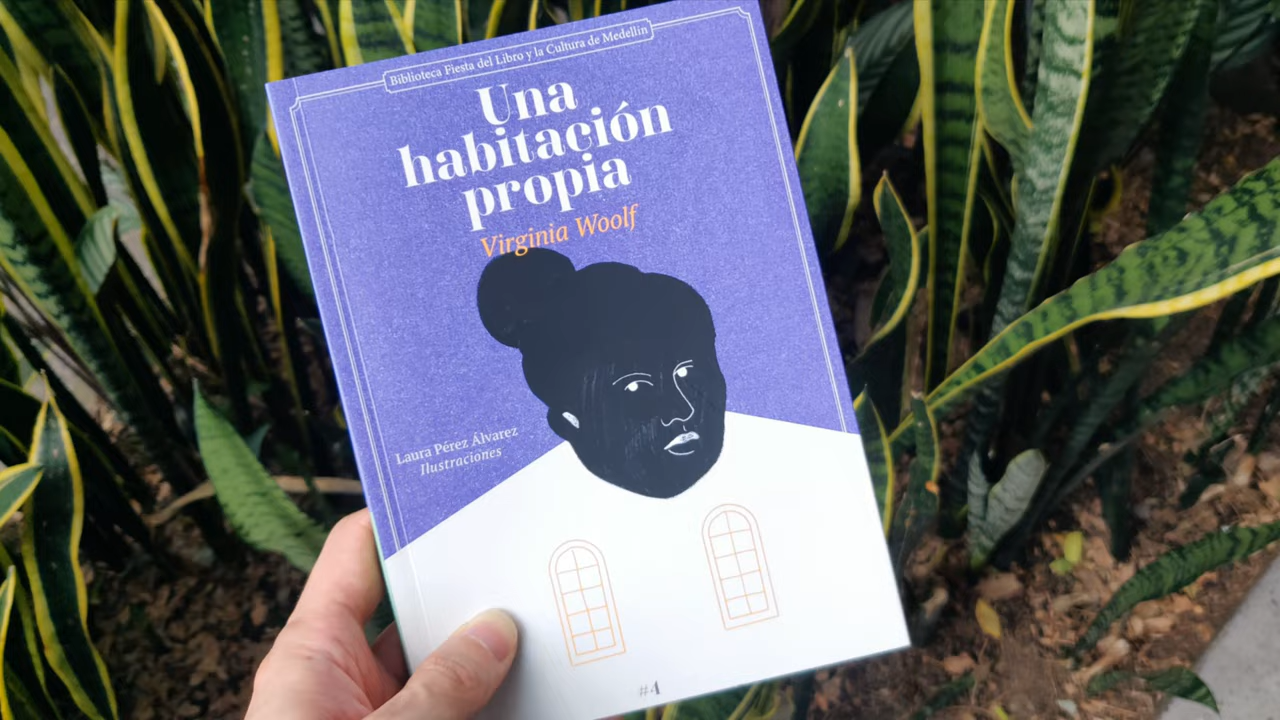 Biblioteca Fiesta del Libro y la Cultura de Medellín
Una
habitación
propia
Virginia Woolf
Laura Pérez Álvarez
Ilustraciones
#4